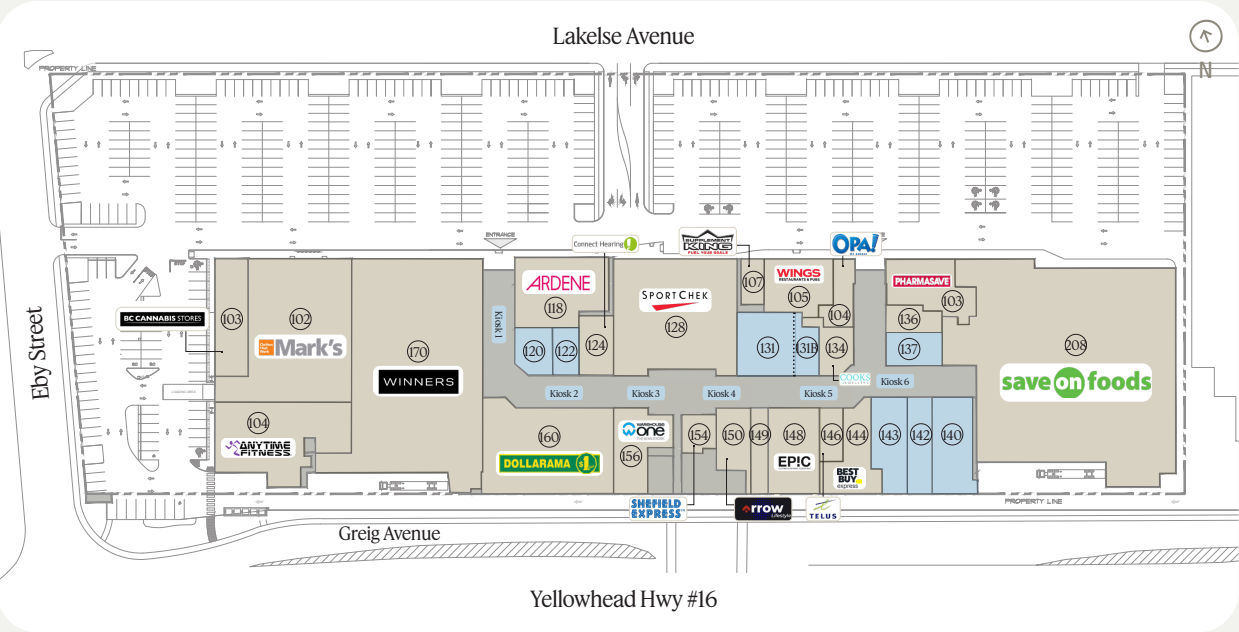 Lakelse Avenue
N
PROPERTY LINE
Eby Street
ENTRANCE
Connect Hearing
SUPPLEMENT
KING
FUEL YOUR GOALS
OPA!
BC CANNABIS STORES
103
102
Mark's
170
WINNERS
104
ANYTIME
FITNESS
Kiosk 1
ARDENE
118
120
122
124
SPORTCHEK
128
107
WINGS
RESTAURANTS & PUBS
105
104
131
131B
134
COOKS
JEWELLERS
PHARMASAVE
103
136
137
208
save on foods
Kiosk 2
Kiosk 3
Kiosk 4
Kiosk 5
Kiosk 6
160
DOLLARAMA
WAREHOUSE
one
156
154
150
149
148
EPIC
146
144
BEST
BUY
express
143
142
140
SHEFIELD
EXPRESS
rrow
Lifestyle
TELUS
PROPERTY LINE
Greig Avenue
Yellowhead Hwy #16